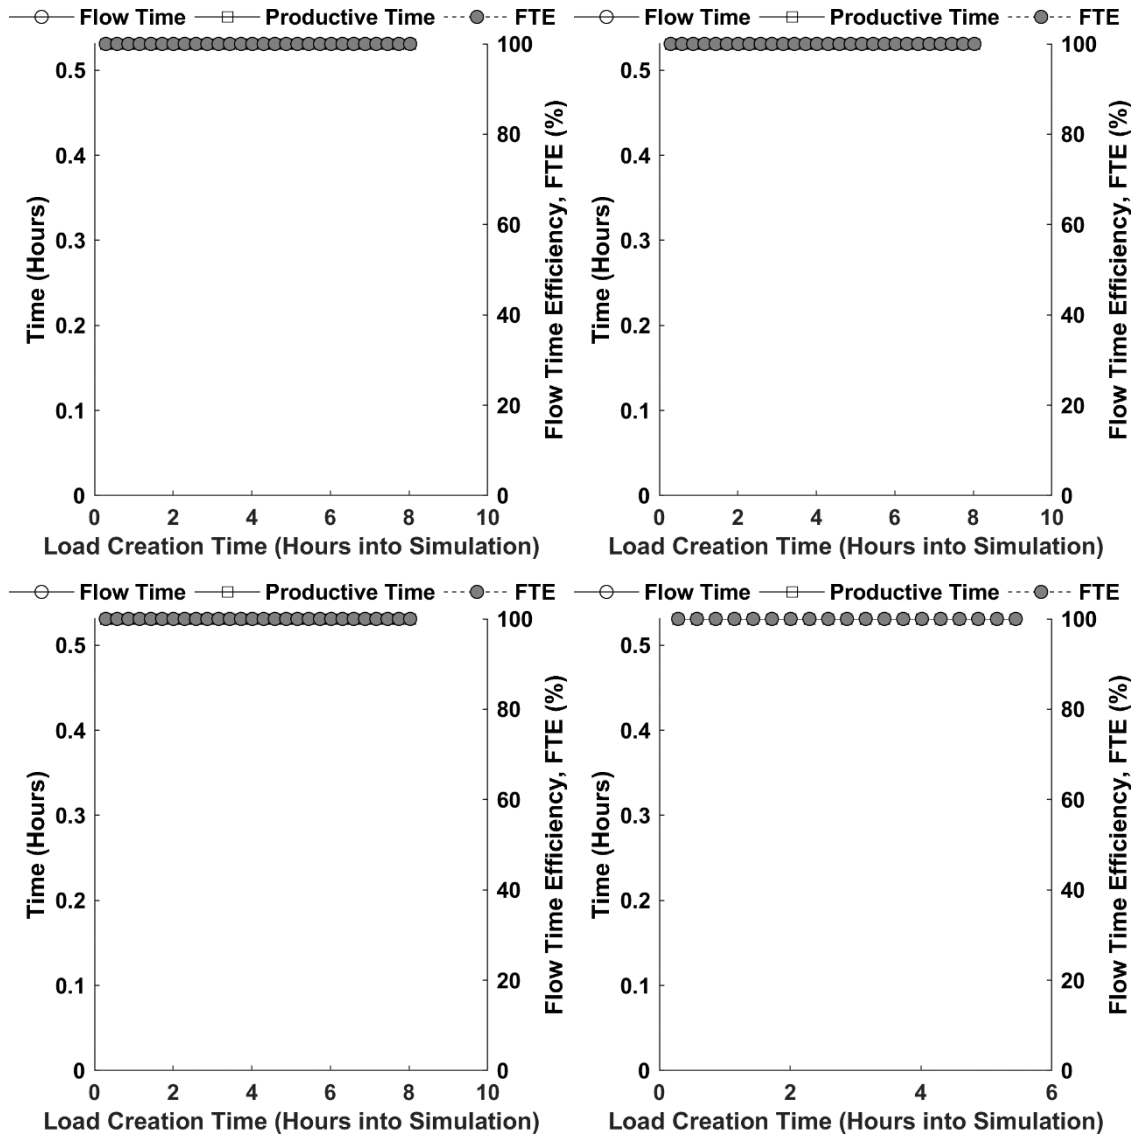 Flow Time Productive Time FTE
Time (Hours)
0.5
0.4
0.3
0.2
0.1
0
100
80
60
40
20
0
Flow Time Efficiency, FTE (%)
0 2 4 6 8 10
Load Creation Time (Hours into Simulation)
Flow Time Productive Time FTE
Time (Hours)
0.5
0.4
0.3
0.2
0.1
0
100
80
60
40
20
0
Flow Time Efficiency, FTE (%)
0 2 4 6 8 10
Load Creation Time (Hours into Simulation)
Flow Time Productive Time FTE
Time (Hours)
0.5
0.4
0.3
0.2
0.1
0
100
80
60
40
20
0
Flow Time Efficiency, FTE (%)
0 2 4 6 8 10
Load Creation Time (Hours into Simulation)
Flow Time Productive Time FTE
Time (Hours)
0.5
0.4
0.3
0.2
0.1
0
100
80
60
40
20
0
Flow Time Efficiency, FTE (%)
0 2 4 6
Load Creation Time (Hours into Simulation)